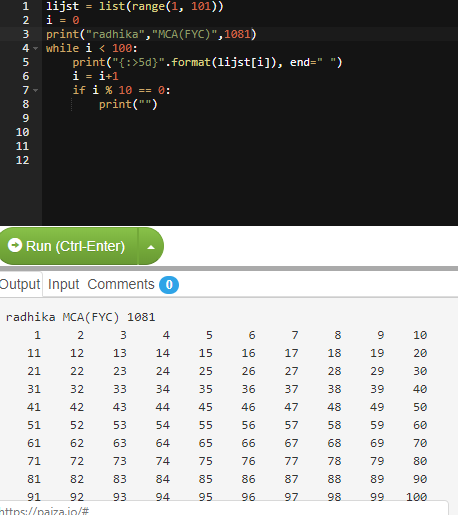 1 lijst = list(range(1, 101))
2 i = 0
3 print("radhika","MCA(FYC)",1081)
4 while i < 100:
5     print("{:>5d}".format(lijst[i]), end=" ")
6     i = i+1
7     if i % 10 == 0:
8         print("")
9
10
11
12
Run (Ctrl-Enter)
Output Input Comments 0
radhika MCA(FYC) 1081
1 2 3 4 5 6 7 8 9 10
11 12 13 14 15 16 17 18 19 20
21 22 23 24 25 26 27 28 29 30
31 32 33 34 35 36 37 38 39 40
41 42 43 44 45 46 47 48 49 50
51 52 53 54 55 56 57 58 59 60
61 62 63 64 65 66 67 68 69 70
71 72 73 74 75 76 77 78 79 80
81 82 83 84 85 86 87 88 89 90
91 92 93 94 95 96 97 98 99 100
https://paiza.io/#